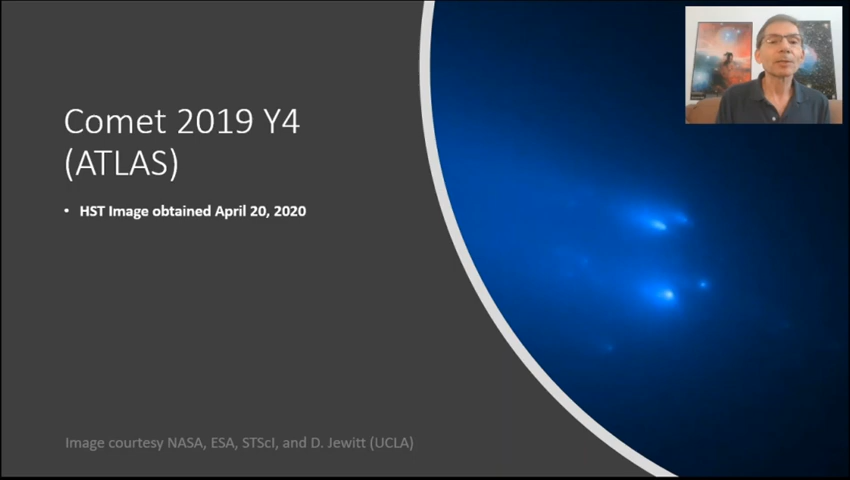 Comet 2019 Y4
(ATLAS)
• HST Image obtained April 20, 2020
Image courtesy NASA, ESA, STScI, and D. Jewitt (UCLA)